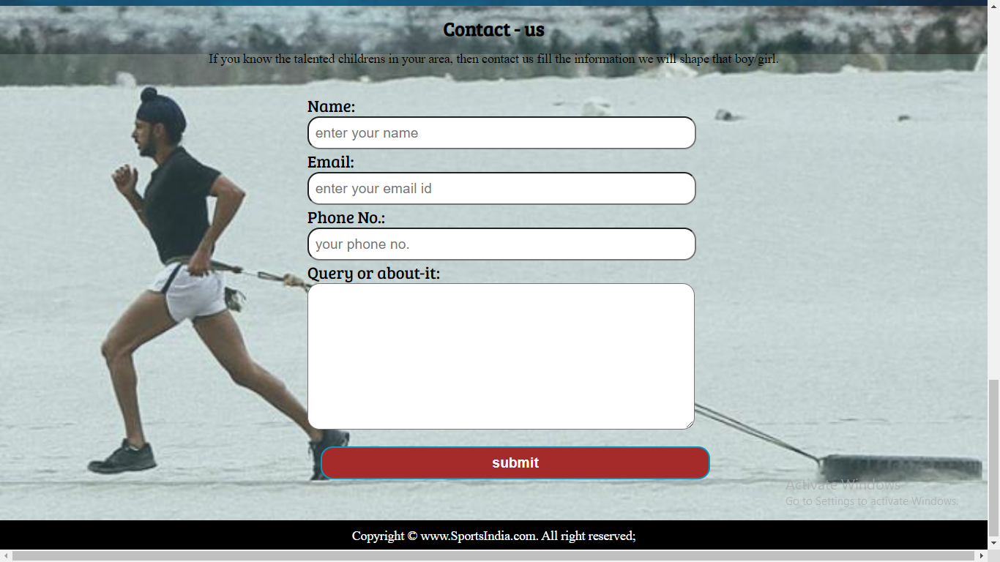 Contact - us
If you know the talented childrens in your area, then contact us fill the information we will shape that boy/girl.
Name:
enter your name
Email:
enter your email id
Phone No.:
your phone no.
Query or about-it:
submit
Activate Windows
Go to Settings to activate Windows.
Copyright © www.SportsIndia.com. All right reserved;